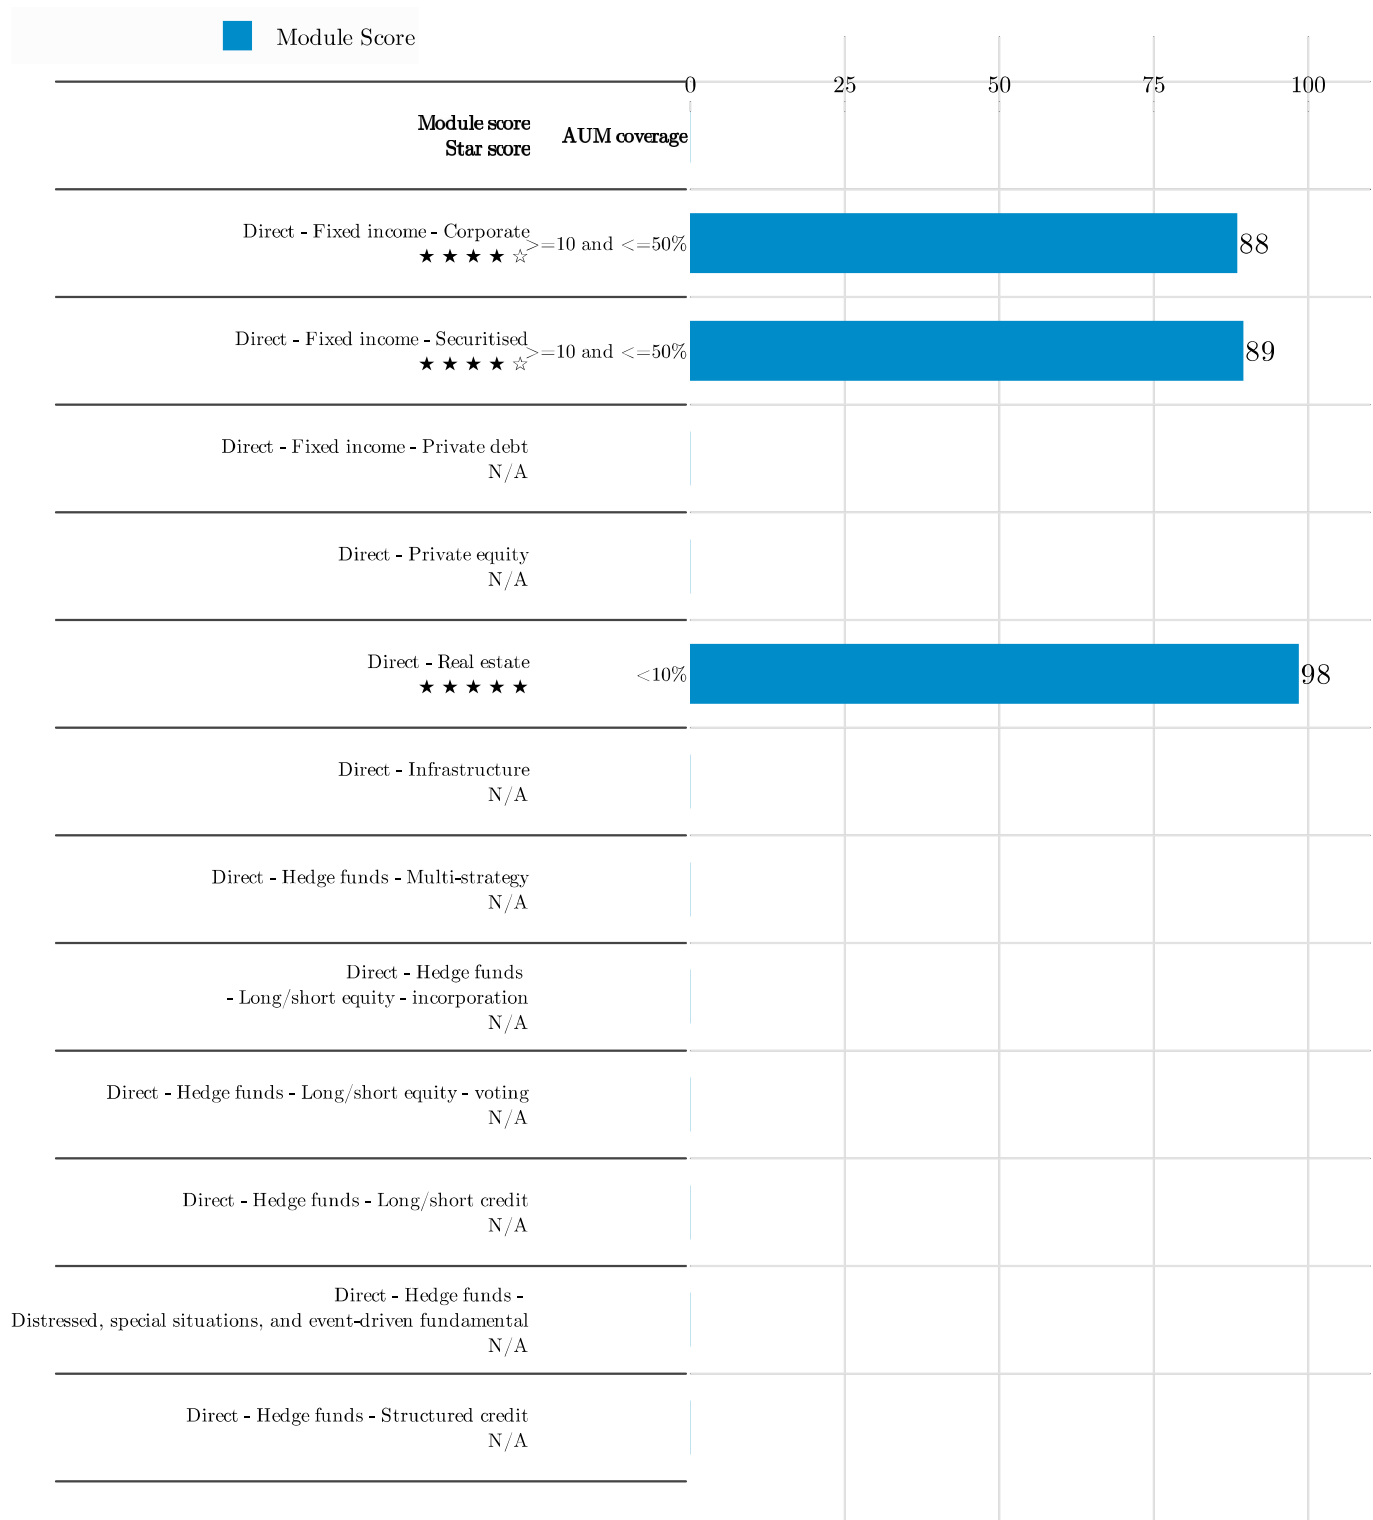 Module Score
0 25 50 75 100
Module score
Star score
AUM coverage
Direct - Fixed income - Corporate
★ ★ ★ ★ ☆
>=10 and <=50%
88
Direct - Fixed income - Securitised
★ ★ ★ ★ ☆
>=10 and <=50%
89
Direct - Fixed income - Private debt
N/A
Direct - Private equity
N/A
Direct - Real estate
★ ★ ★ ★ ★
<10%
98
Direct - Infrastructure
N/A
Direct - Hedge funds - Multi-strategy
N/A
Direct - Hedge funds
- Long/short equity - incorporation
N/A
Direct - Hedge funds - Long/short equity - voting
N/A
Direct - Hedge funds - Long/short credit
N/A
Direct - Hedge funds -
Distressed, special situations, and event-driven fundamental
N/A
Direct - Hedge funds - Structured credit
N/A